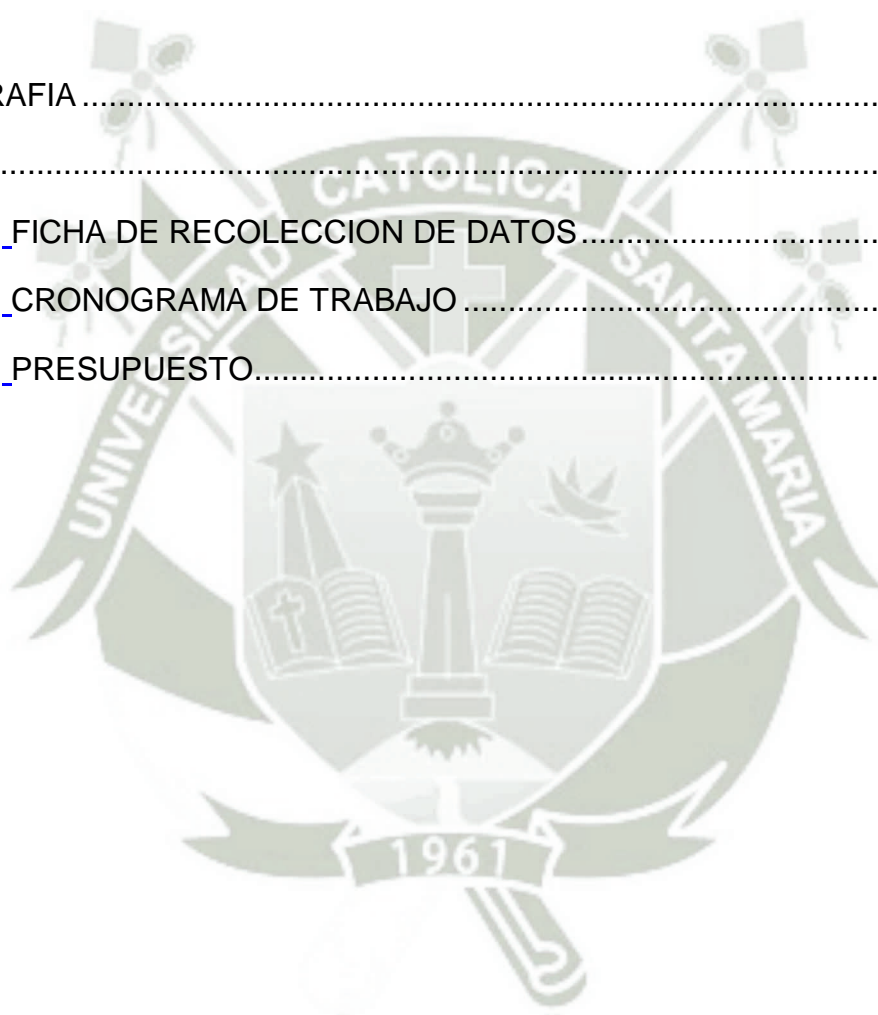 RAFIA ............................................................
............................................................
FICHA DE RECOLECCION DE DATOS ..............................
CRONOGRAMA DE TRABAJO ..............................
PRESUPUESTO ............................................................
UNIVERSIDAD CATOLICA SANTA MARIA
1961